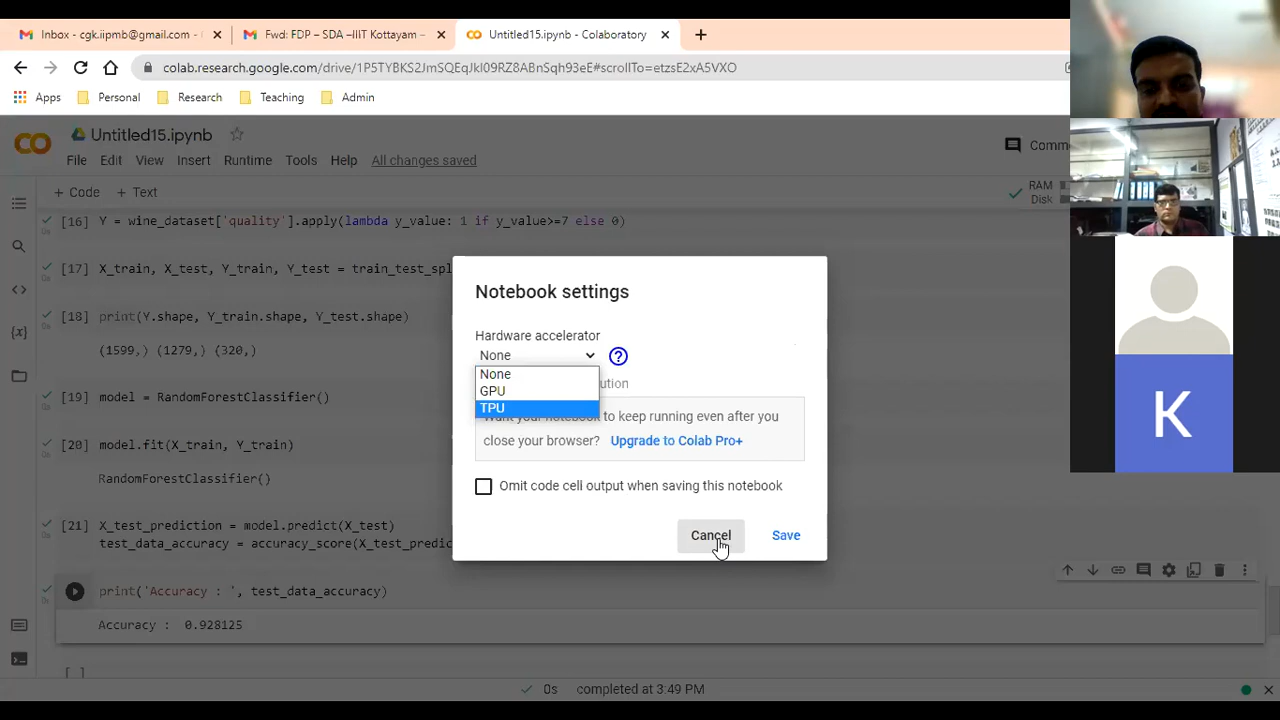 Inbox - cgk.iipmb@gmail.com -
Fwd: FDP – SDA –IIIT Kottayam –
Untitled15.ipynb - Colaboratory
colab.research.google.com/drive/1P5TYBKS2JmSQEqJkl09RZ8ABnSqh93eE#scrollTo=etzsE2xA5VXO
Apps Personal Research Teaching Admin
Untitled15.ipynb
File Edit View Insert Runtime Tools Help All changes saved
Comm
+ Code + Text
RAM
Disk
[16] Y = wine_dataset['quality'].apply(lambda y_value: 1 if y_value>=7 else 0)
[17] X_train, X_test, Y_train, Y_test = train_test_spl
[18] print(Y.shape, Y_train.shape, Y_test.shape)
(1599,) (1279,) (320,)
[19] model = RandomForestClassifier()
[20] model.fit(X_train, Y_train)
RandomForestClassifier()
[21] X_test_prediction = model.predict(X_test)
test_data_accuracy = accuracy_score(X_test_predic
print('Accuracy : ', test_data_accuracy)
Accuracy : 0.928125
[ ]
Notebook settings
Hardware accelerator
None
?
None
GPU
ution
TPU
Want your notebook to keep running even after you
close your browser? Upgrade to Colab Pro+
Omit code cell output when saving this notebook
Cancel Save
0s completed at 3:49 PM
K